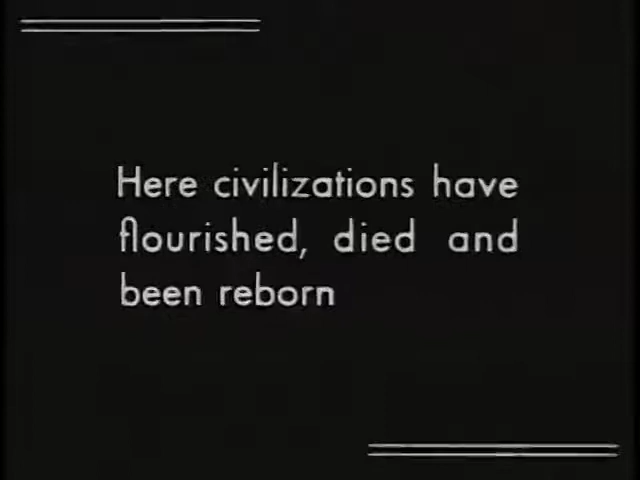 Here civilizations have
flourished, died and
been reborn